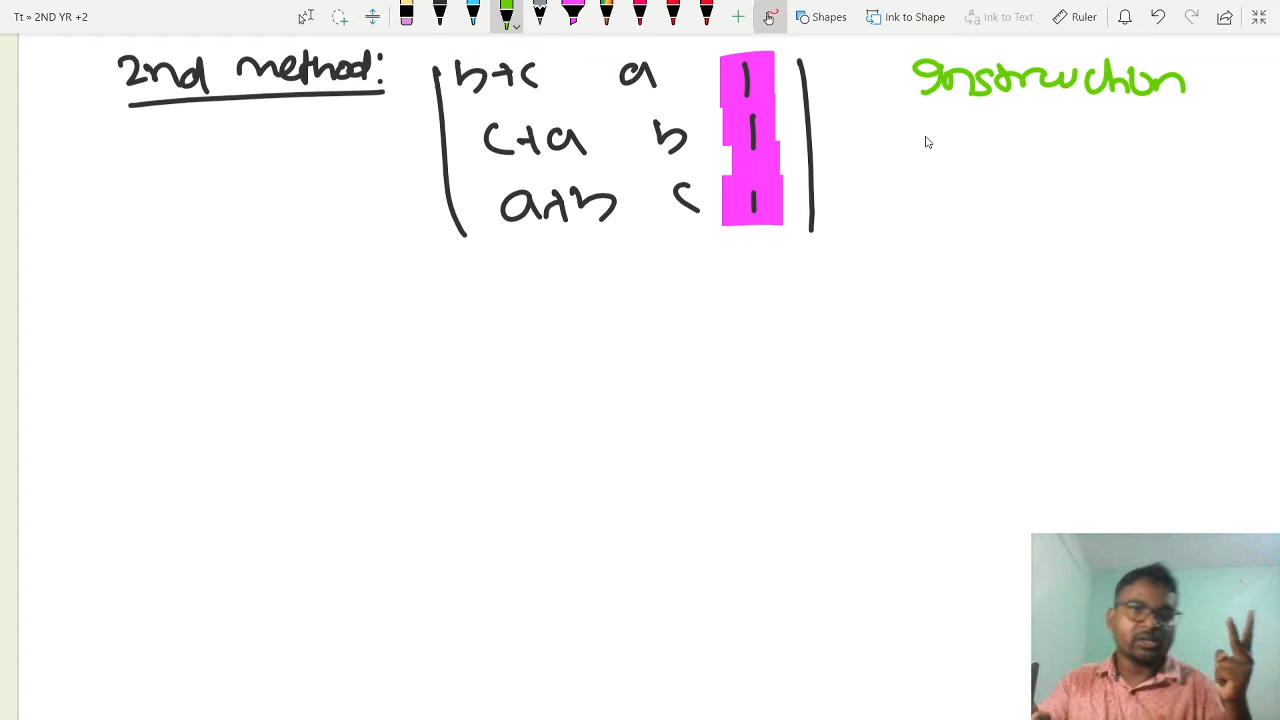 Tt » 2ND YR +2
Shapes
Ink to Shape
Ink to Text
Ruler
2nd method:
b+c a 1
c+a b 1
a+b c 1
Instruction